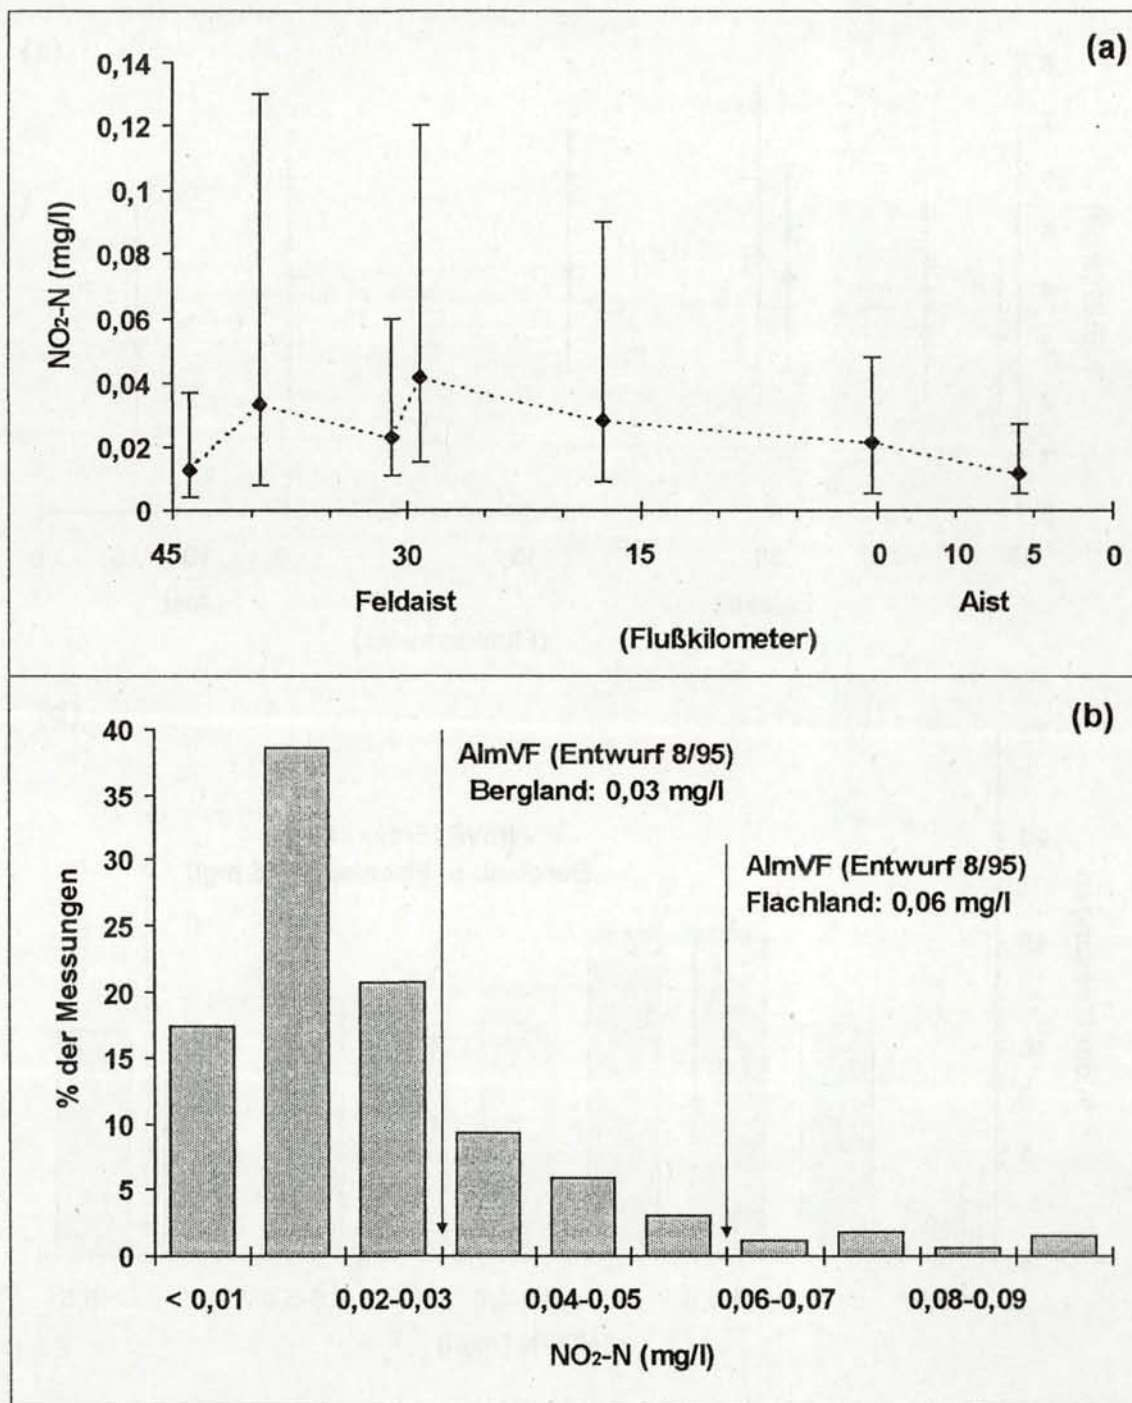 (a)
0,14
0,12
0,1
0,08
0,06
0,04
0,02
0
NO₂-N (mg/l)
45 30 15 0 10 5 0
Feldaist Aist
(Flußkilometer)
(b)
40
35
30
25
20
15
10
5
0
% der Messungen
AImVF (Entwurf 8/95)
Bergland: 0,03 mg/l
AImVF (Entwurf 8/95)
Flachland: 0,06 mg/l
< 0,01 0,02-0,03 0,04-0,05 0,06-0,07 0,08-0,09
NO₂-N (mg/l)